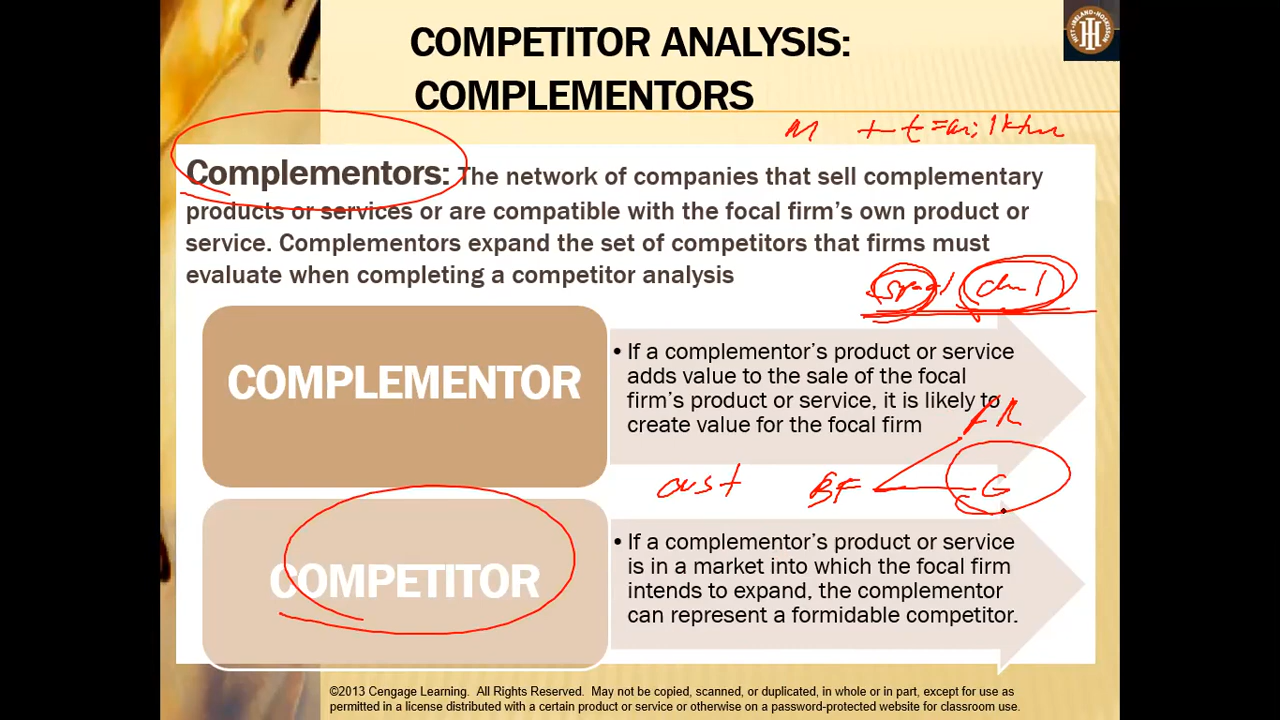 COMPETITOR ANALYSIS:
COMPLEMENTORS
Complementors: The network of companies that sell complementary
products or services or are compatible with the focal firm's own product or
service. Complementors expand the set of competitors that firms must
evaluate when completing a competitor analysis
COMPLEMENTOR
• If a complementor's product or service
adds value to the sale of the focal
firm's product or service, it is likely to
create value for the focal firm
cust BF G
COMPETITOR
• If a complementor's product or service
is in a market into which the focal firm
intends to expand, the complementor
can represent a formidable competitor.
©2013 Cengage Learning. All Rights Reserved. May not be copied, scanned, or duplicated, in whole or in part, except for use as
permitted in a license distributed with a certain product or service or otherwise on a password-protected website for classroom use.